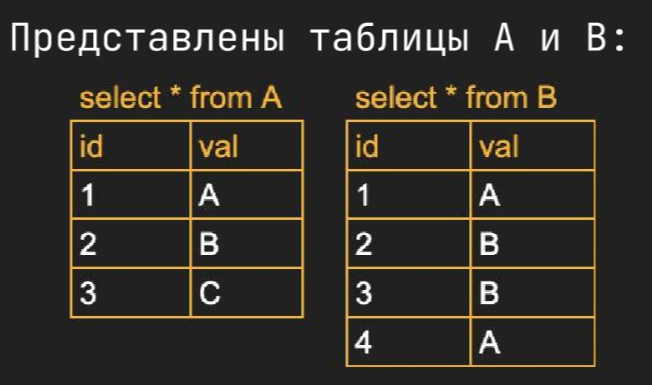 Представлены таблицы А и В:
select * from A select * from B
id val id val
1 A 1 A
2 B 2 B
3 C 3 B
4 A